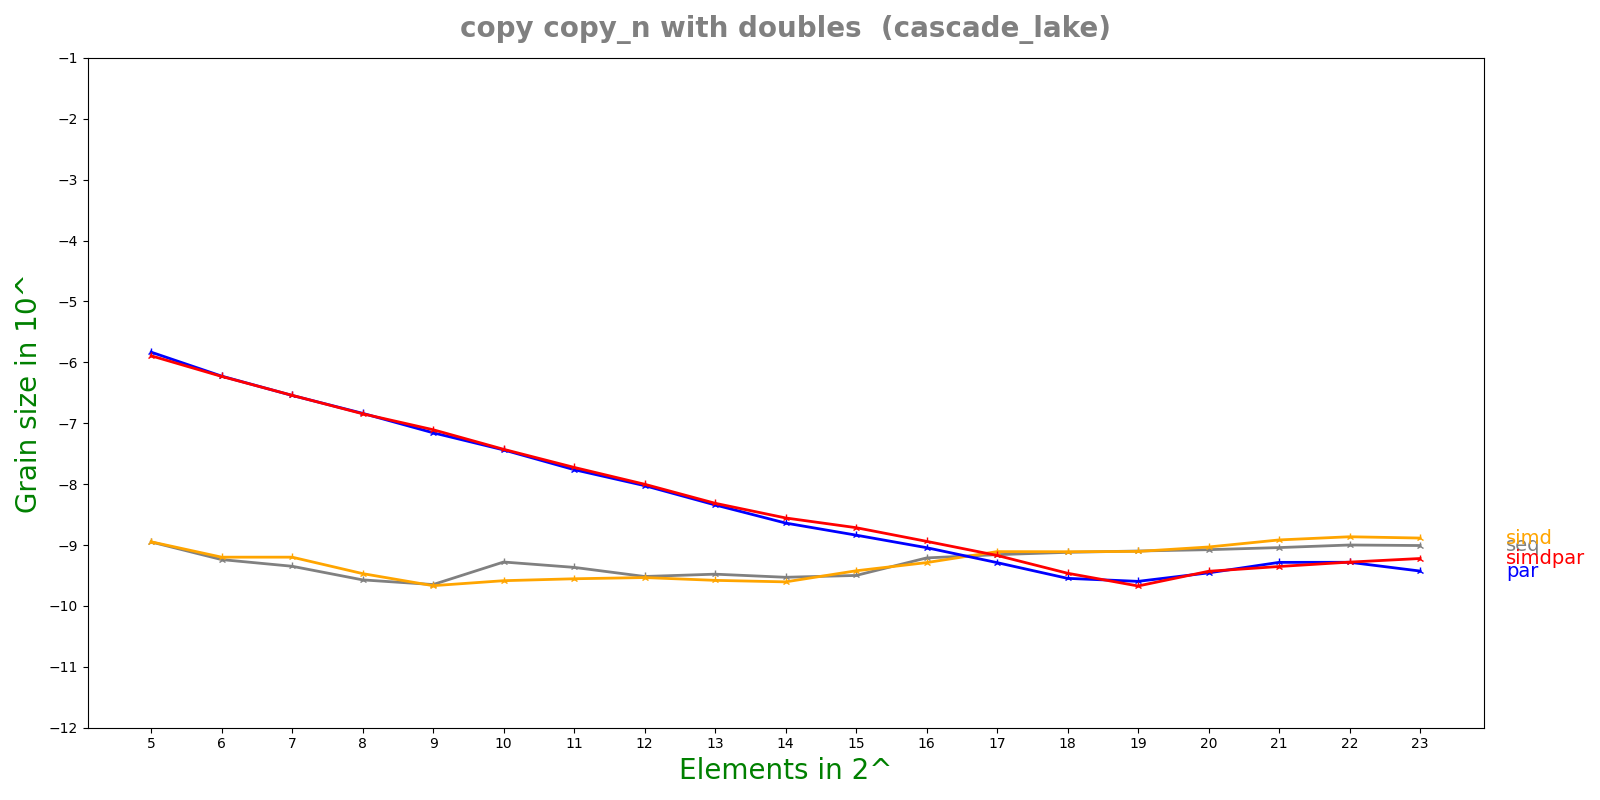 copy copy_n with doubles  (cascade_lake)
Grain size in 10^
−1
−2
−3
−4
−5
−6
−7
−8
−9
−10
−11
−12
5 6 7 8 9 10 11 12 13 14 15 16 17 18 19 20 21 22 23
Elements in 2^
simd
seq
simdpar
par